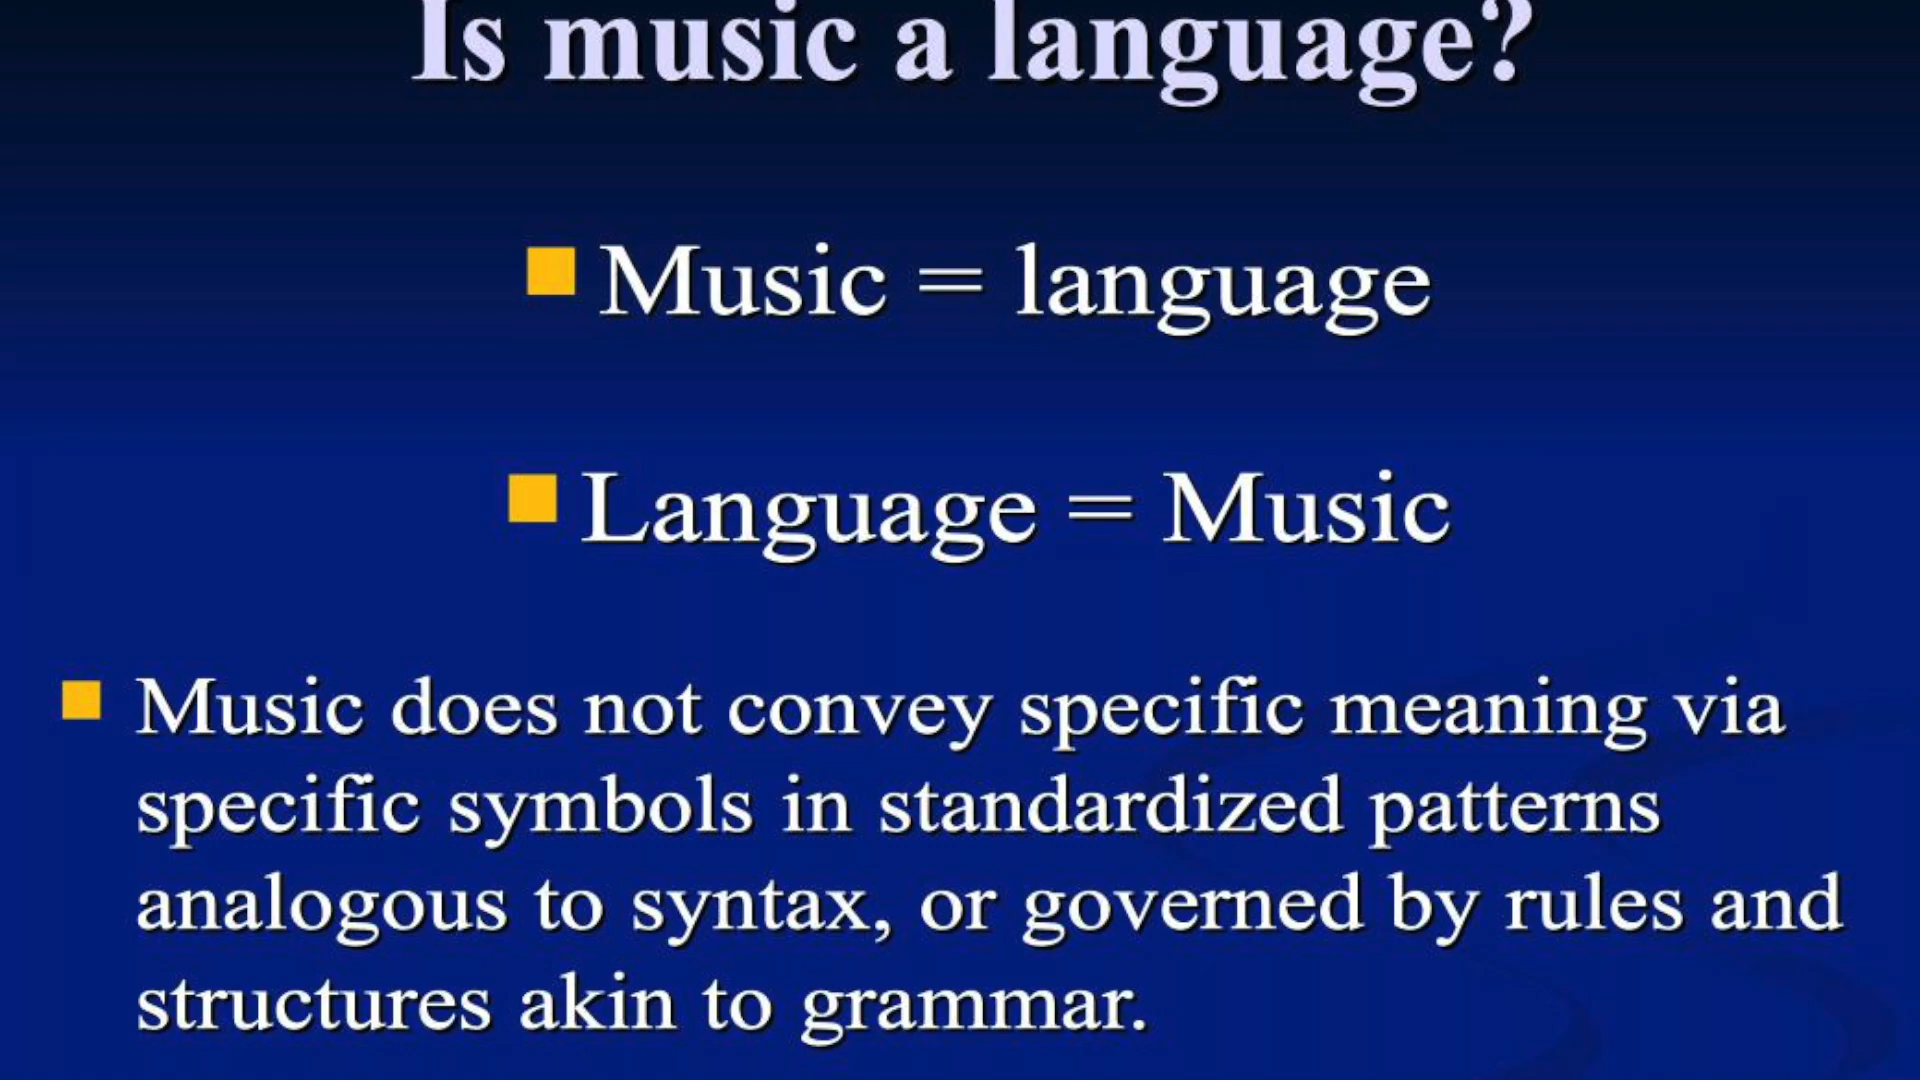 Is music a language?
Music = language
Language = Music
Music does not convey specific meaning via
specific symbols in standardized patterns
analogous to syntax, or governed by rules and
structures akin to grammar.